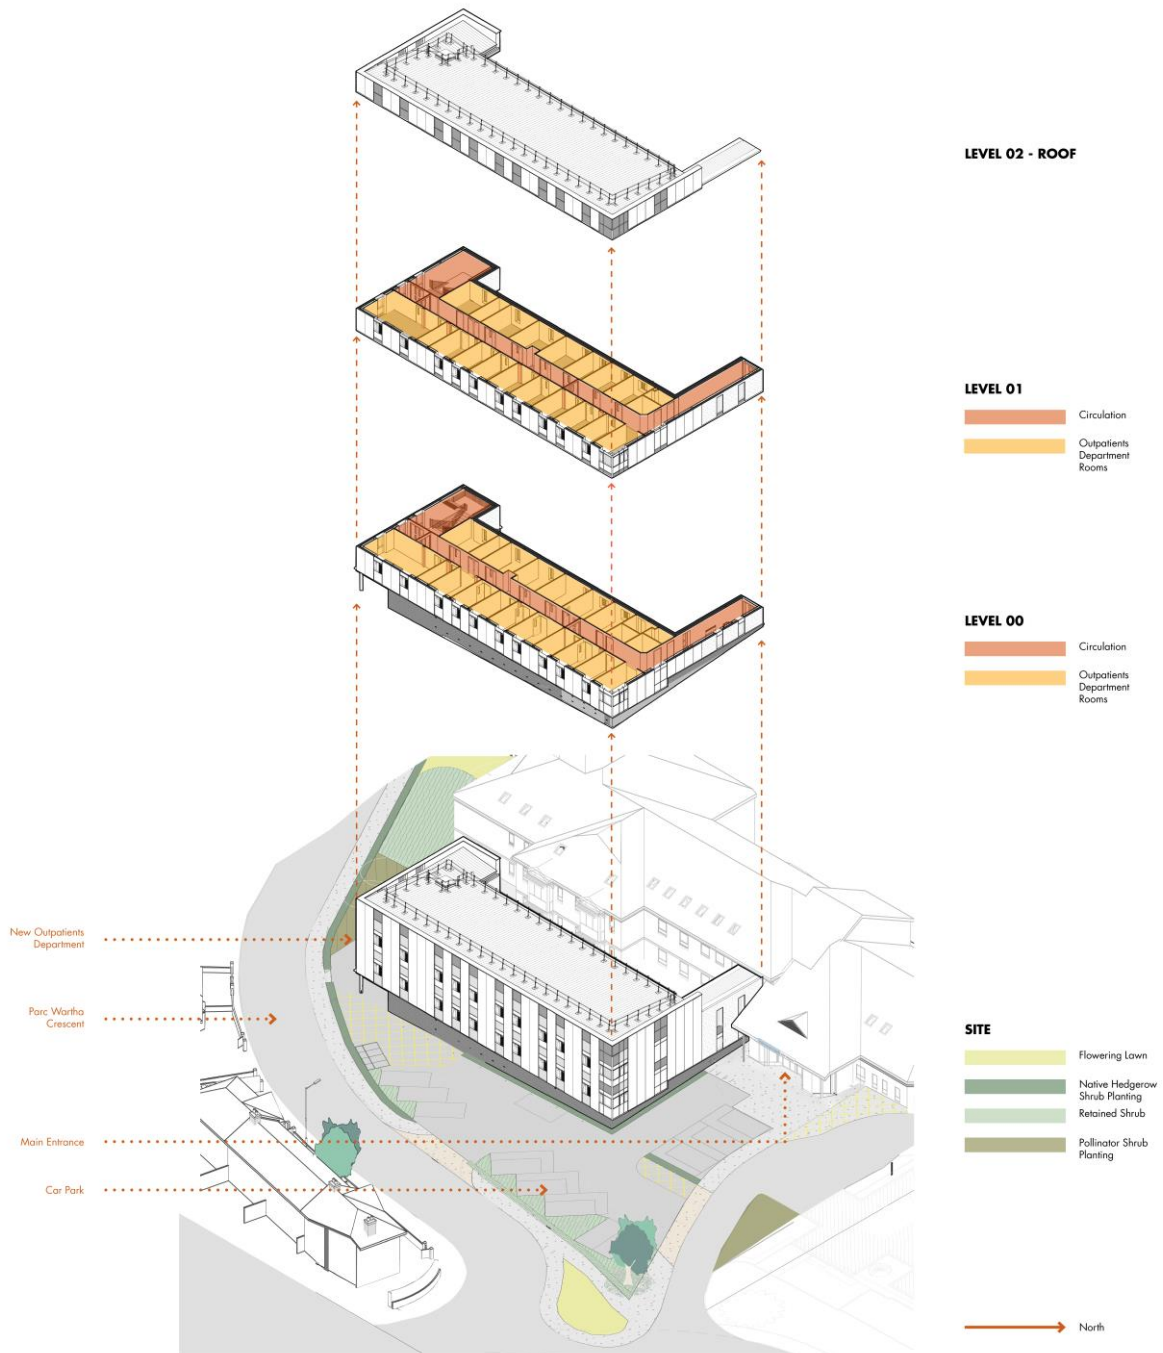 LEVEL 02 - ROOF
LEVEL 01
Circulation
Outpatients
Department
Rooms
LEVEL 00
Circulation
Outpatients
Department
Rooms
New Outpatients
Department
Parc Wartha
Crescent
Main Entrance
Car Park
SITE
Flowering Lawn
Native Hedgerow
Shrub Planting
Retained Shrub
Pollinator Shrub
Planting
North